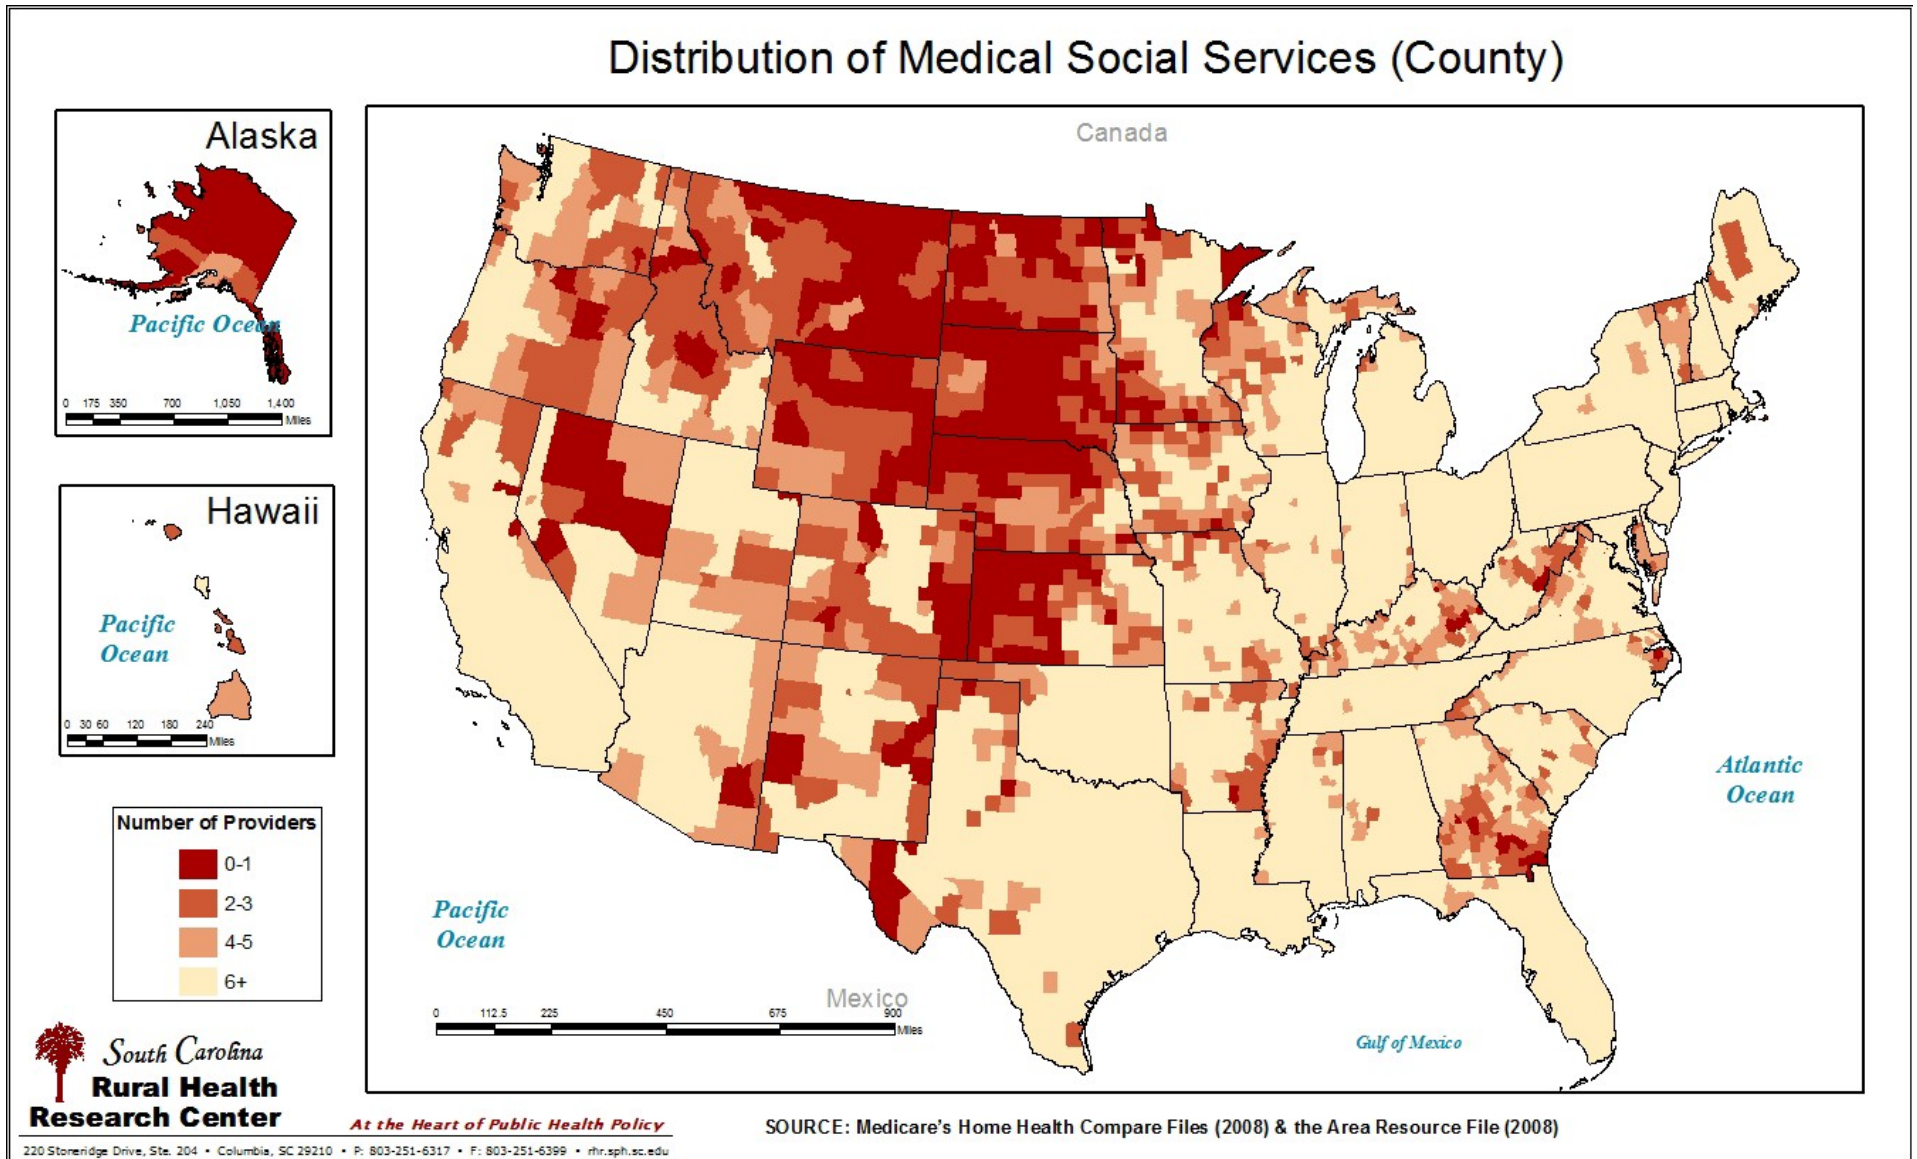 Distribution of Medical Social Services (County)
Alaska
Pacific Ocean
0 175 350 700 1,050 1,400
Miles
Hawaii
Pacific
Ocean
0 30 60 120 180 240
Miles
Number of Providers
0-1
2-3
4-5
6+
Canada
Atlantic
Ocean
Pacific
Ocean
Mexico
0 112.5 225 450 675 900
Miles
Gulf of Mexico
South Carolina
Rural Health
Research Center
At the Heart of Public Health Policy
220 Stoneridge Drive, Ste. 204 • Columbia, SC 29210 • P: 803-251-6317 • F: 803-251-6399 • rhr.sph.sc.edu
SOURCE: Medicare's Home Health Compare Files (2008) & the Area Resource File (2008)